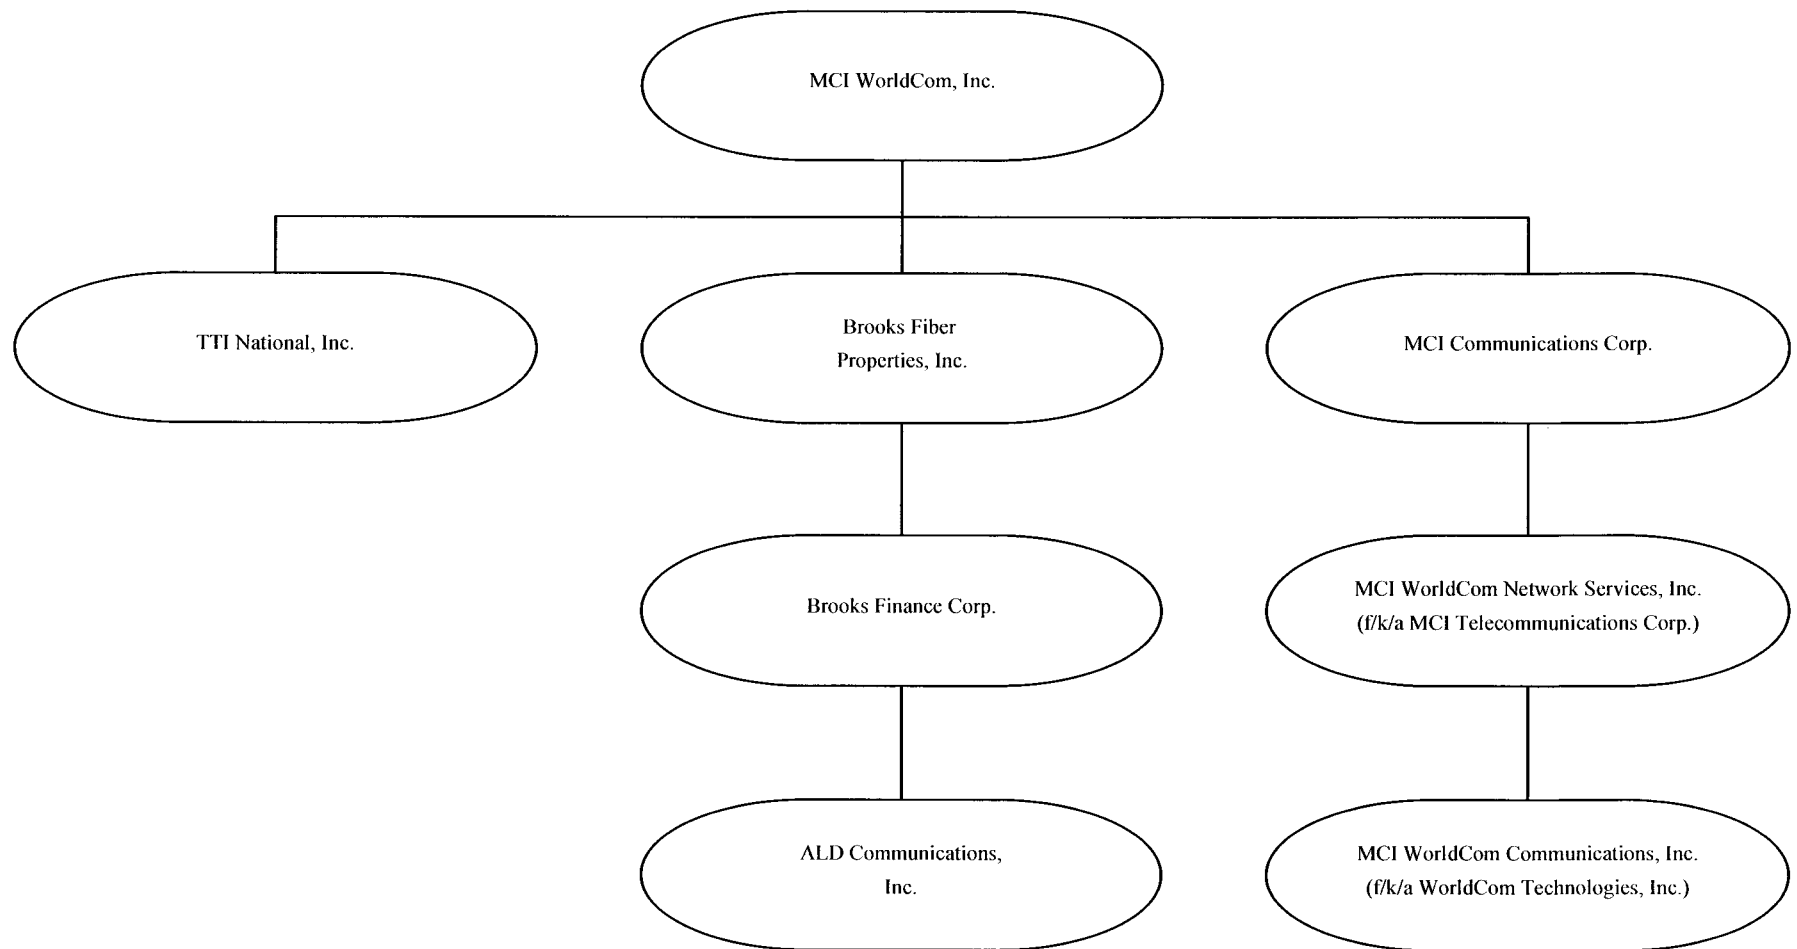 MCI WorldCom, Inc.
TTI National, Inc.
Brooks Fiber
Properties, Inc.
MCI Communications Corp.
Brooks Finance Corp.
MCI WorldCom Network Services, Inc.
(f/k/a MCI Telecommunications Corp.)
ALD Communications,
Inc.
MCI WorldCom Communications, Inc.
(f/k/a WorldCom Technologies, Inc.)